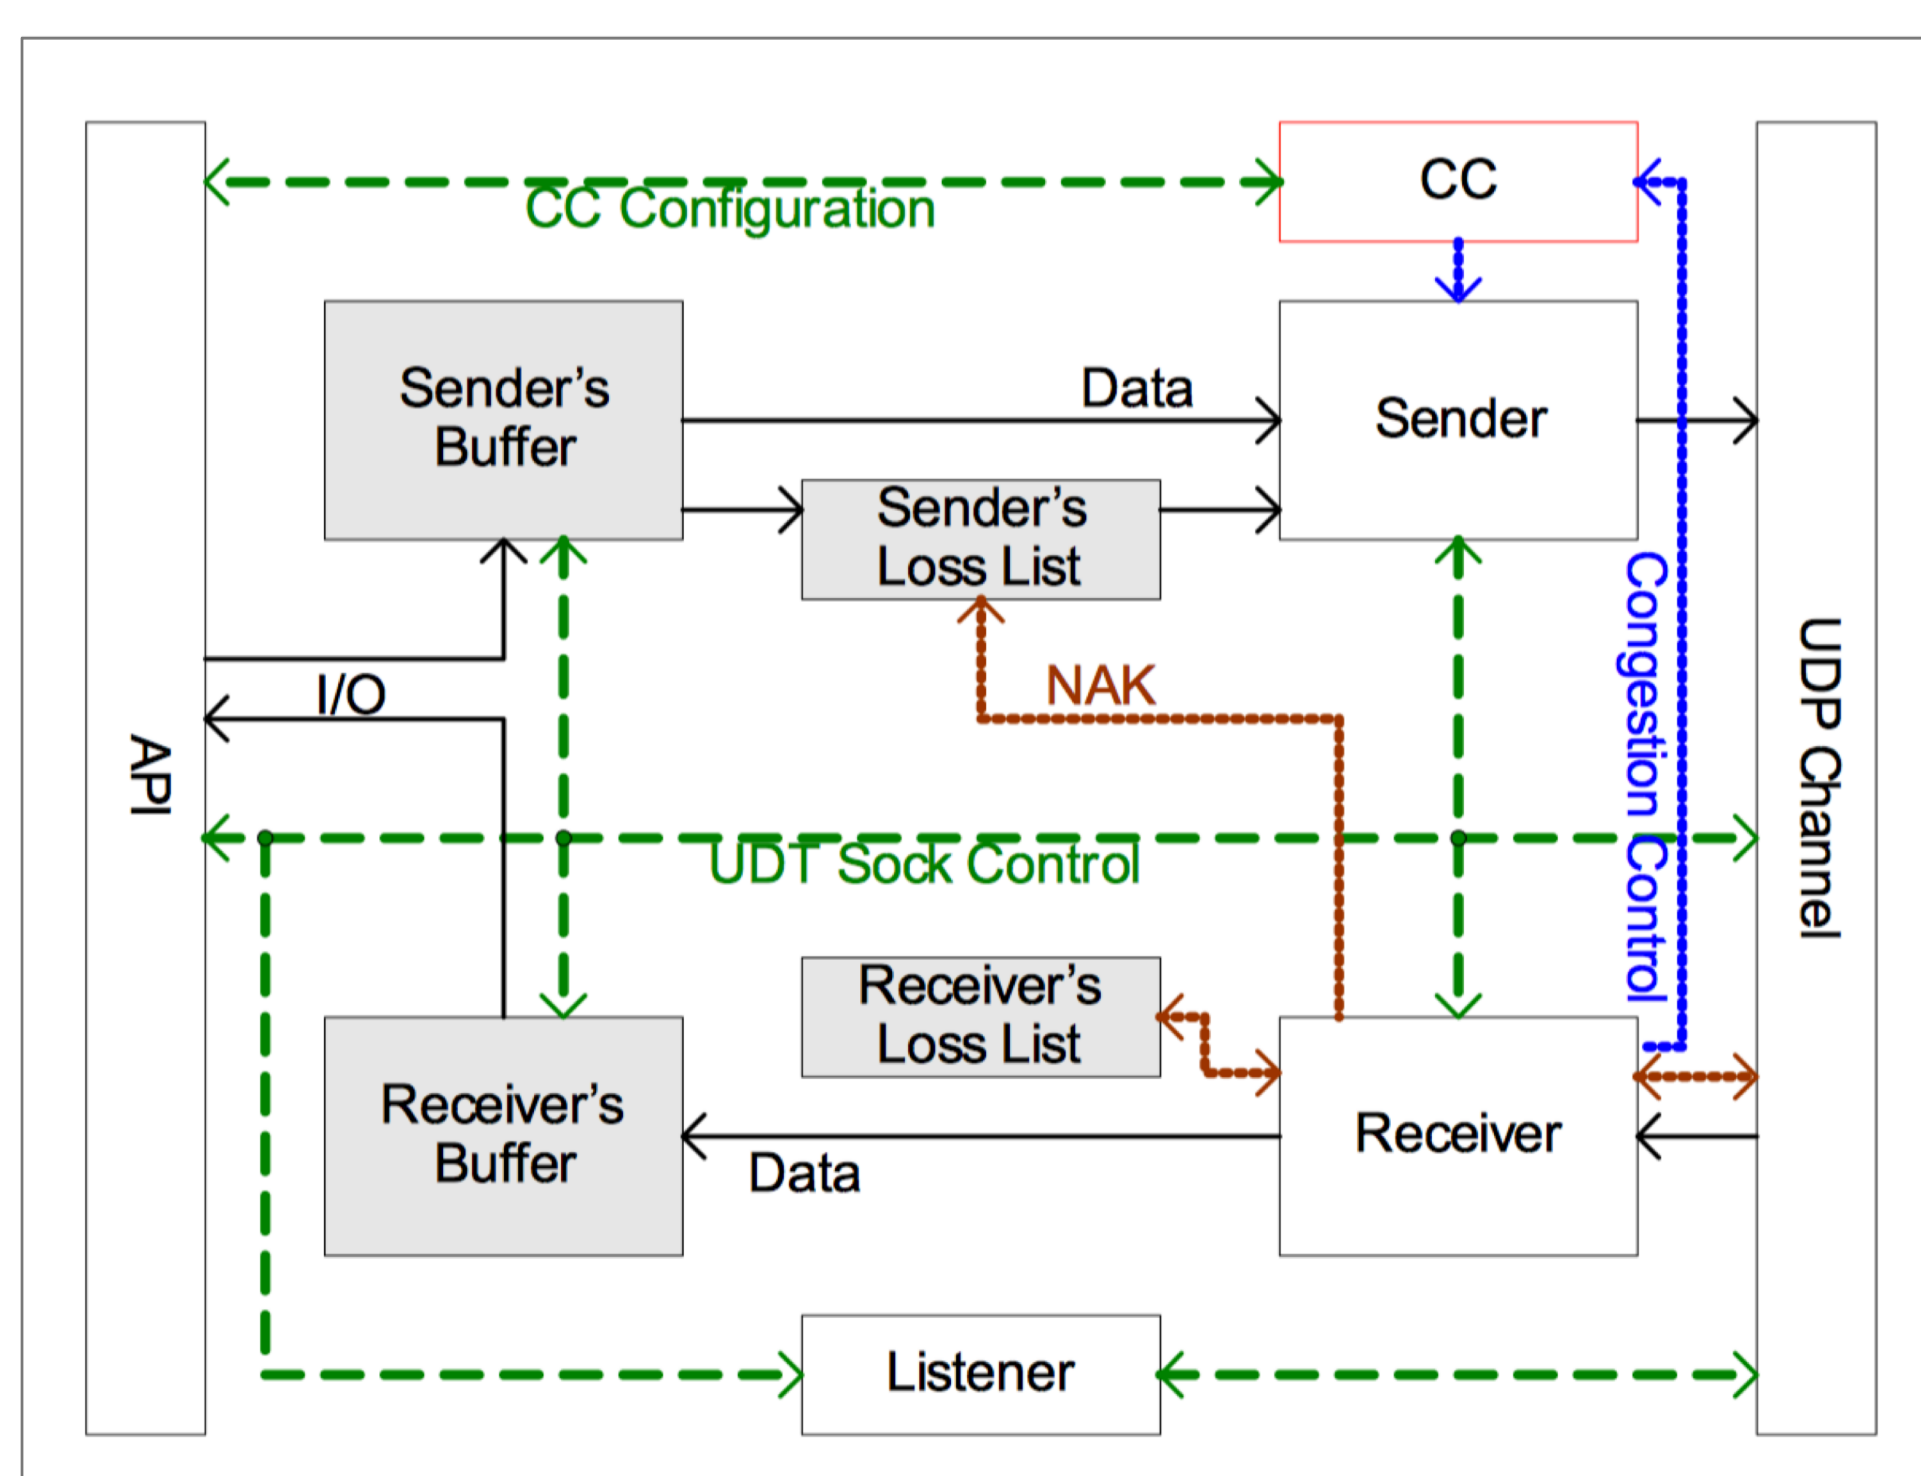 CC
CC Configuration
Sender's
Buffer
Data
Sender
Sender's
Loss List
I/O
NAK
Congestion Control
API
UDP Channel
UDT Sock Control
Receiver's
Loss List
Receiver's
Buffer
Data
Receiver
Listener